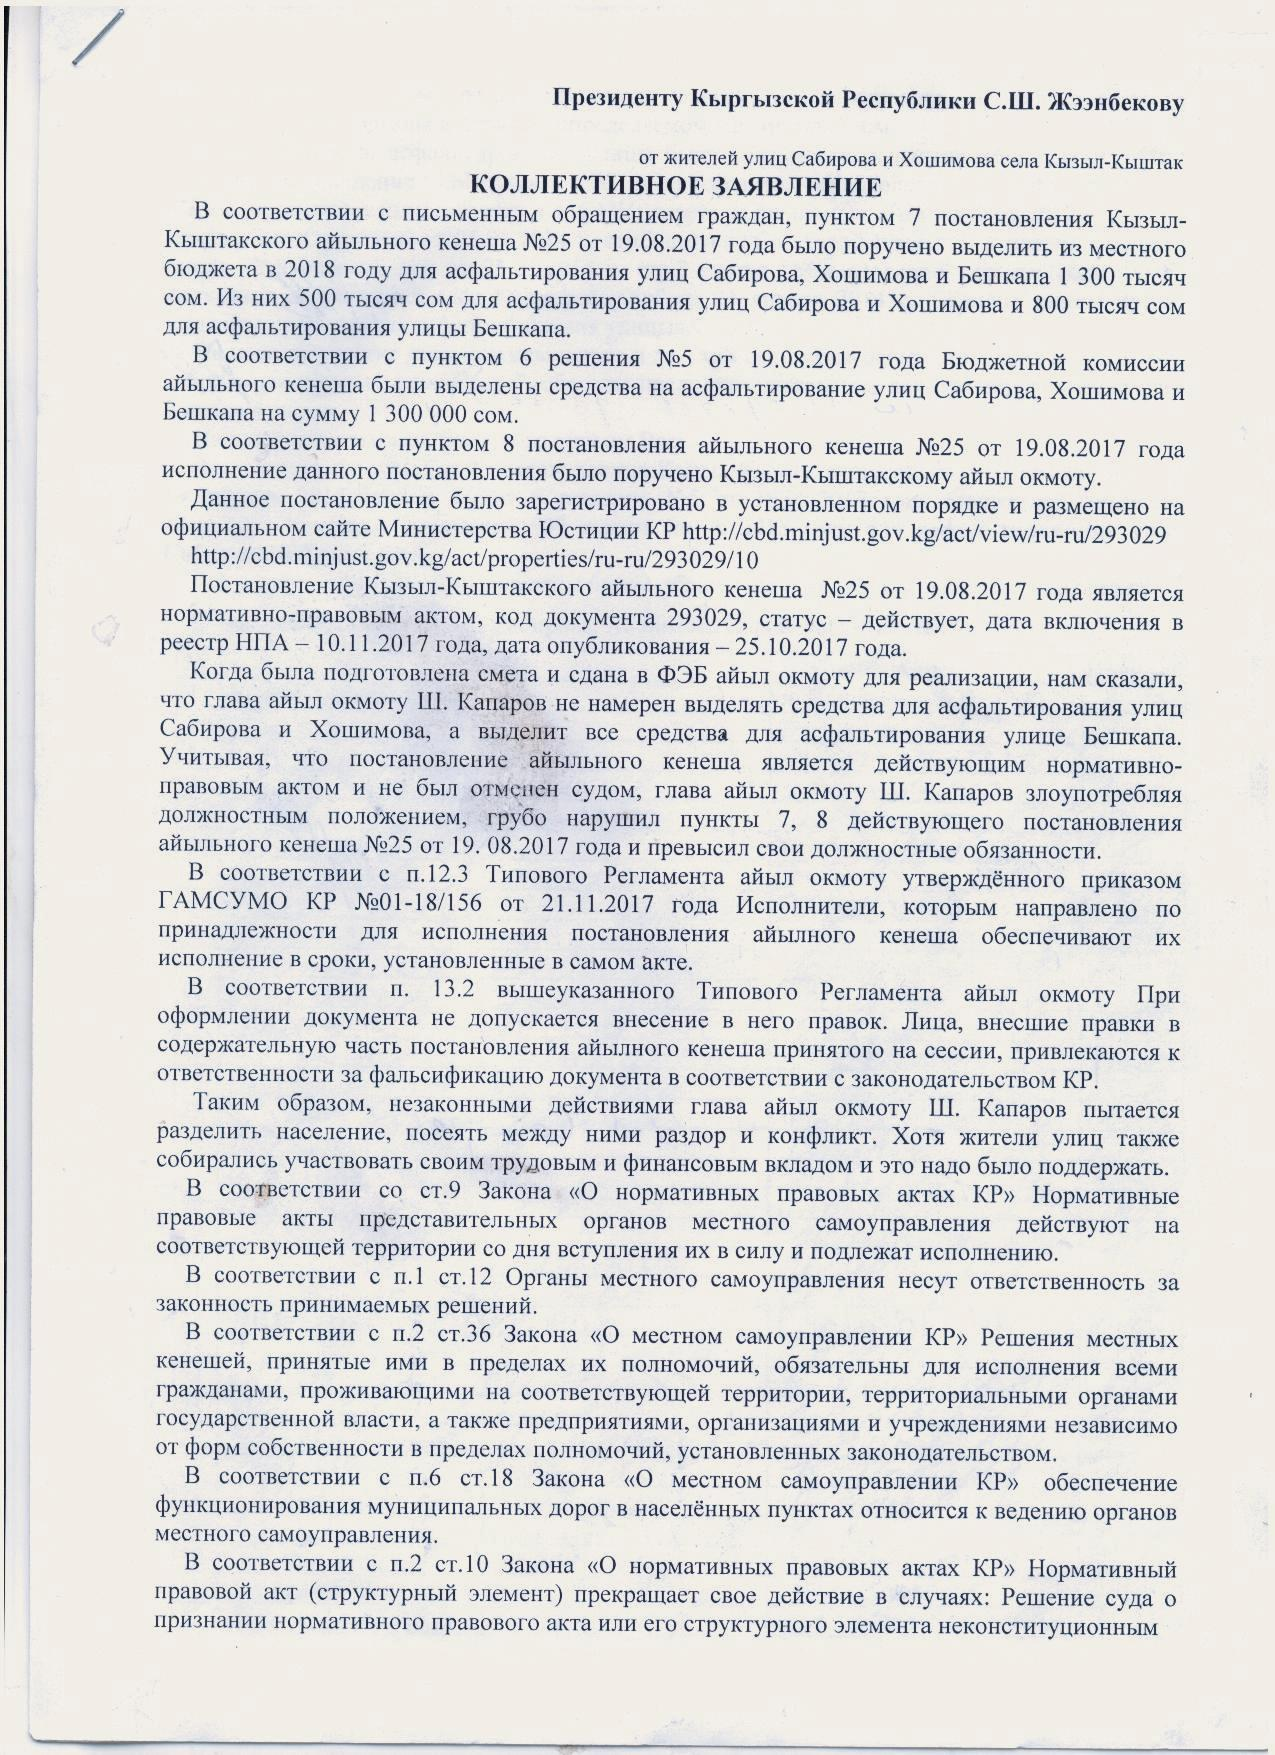 Президенту Кыргызской Республики С.Ш. Жээнбекову
от жителей улиц Сабирова и Хошимова села Кызыл-Кыштак
КОЛЛЕКТИВНОЕ ЗАЯВЛЕНИЕ
В соответствии с письменным обращением граждан, пунктом 7 постановления Кызыл-
Кыштакского айыльного кенеша №25 от 19.08.2017 года было поручено выделить из местного
бюджета в 2018 году для асфальтирования улиц Сабирова, Хошимова и Бешкапа 1 300 тысяч
сом. Из них 500 тысяч сом для асфальтирования улиц Сабирова и Хошимова и 800 тысяч сом
для асфальтирования улицы Бешкапа.
В соответствии с пунктом 6 решения №5 от 19.08.2017 года Бюджетной комиссии
айыльного кенеша были выделены средства на асфальтирование улиц Сабирова, Хошимова и
Бешкапа на сумму 1 300 000 сом.
В соответствии с пунктом 8 постановления айыльного кенеша №25 от 19.08.2017 года
исполнение данного постановления было поручено Кызыл-Кыштакскому айыл окмоту.
Данное постановление было зарегистрировано в установленном порядке и размещено на
официальном сайте Министерства Юстиции КР http://cbd.minjust.gov.kg/act/view/ru-ru/293029
http://cbd.minjust.gov.kg/act/properties/ru-ru/293029/10
Постановление Кызыл-Кыштакского айыльного кенеша №25 от 19.08.2017 года является
нормативно-правовым актом, код документа 293029, статус – действует, дата включения в
реестр НПА – 10.11.2017 года, дата опубликования – 25.10.2017 года.
Когда была подготовлена смета и сдана в ФЭБ айыл окмоту для реализации, нам сказали,
что глава айыл окмоту Ш. Капаров не намерен выделять средства для асфальтирования улиц
Сабирова и Хошимова, а выделит все средства для асфальтирования улице Бешкапа.
Учитывая, что постановление айыльного кенеша является действующим нормативно-
правовым актом и не был отменен судом, глава айыл окмоту Ш. Капаров злоупотребляя
должностным положением, грубо нарушил пункты 7, 8 действующего постановления
айыльного кенеша №25 от 19. 08.2017 года и превысил свои должностные обязанности.
В соответствии с п.12.3 Типового Регламента айыл окмоту утверждённого приказом
ГАМСУМО КР №01-18/156 от 21.11.2017 года Исполнители, которым направлено по
принадлежности для исполнения постановления айылного кенеша обеспечивают их
исполнение в сроки, установленные в самом акте.
В соответствии п. 13.2 вышеуказанного Типового Регламента айыл окмоту При
оформлении документа не допускается внесение в него правок. Лица, внесшие правки в
содержательную часть постановления айылного кенеша принятого на сессии, привлекаются к
ответственности за фальсификацию документа в соответствии с законодательством КР.
Таким образом, незаконными действиями глава айыл окмоту Ш. Капаров пытается
разделить население, посеять между ними раздор и конфликт. Хотя жители улиц также
собирались участвовать своим трудовым и финансовым вкладом и это надо было поддержать.
В соответствии со ст.9 Закона «О нормативных правовых актах КР» Нормативные
правовые акты представительных органов местного самоуправления действуют на
соответствующей территории со дня вступления их в силу и подлежат исполнению.
В соответствии с п.1 ст.12 Органы местного самоуправления несут ответственность за
законность принимаемых решений.
В соответствии с п.2 ст.36 Закона «О местном самоуправлении КР» Решения местных
кенешей, принятые ими в пределах их полномочий, обязательны для исполнения всеми
гражданами, проживающими на соответствующей территории, территориальными органами
государственной власти, а также предприятиями, организациями и учреждениями независимо
от форм собственности в пределах полномочий, установленных законодательством.
В соответствии с п.6 ст.18 Закона «О местном самоуправлении КР» обеспечение
функционирования муниципальных дорог в населённых пунктах относится к ведению органов
местного самоуправления.
В соответствии с п.2 ст.10 Закона «О нормативных правовых актах КР» Нормативный
правовой акт (структурный элемент) прекращает свое действие в случаях: Решение суда о
признании нормативного правового акта или его структурного элемента неконституционным